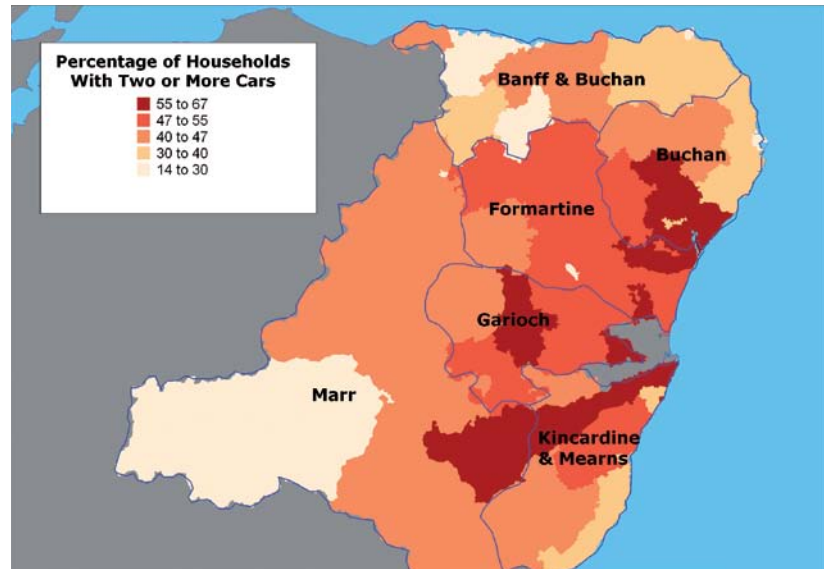 Percentage of Households
With Two or More Cars
55 to 67
47 to 55
40 to 47
30 to 40
14 to 30
Banff & Buchan
Buchan
Formartine
Garioch
Marr
Kincardine
& Mearns